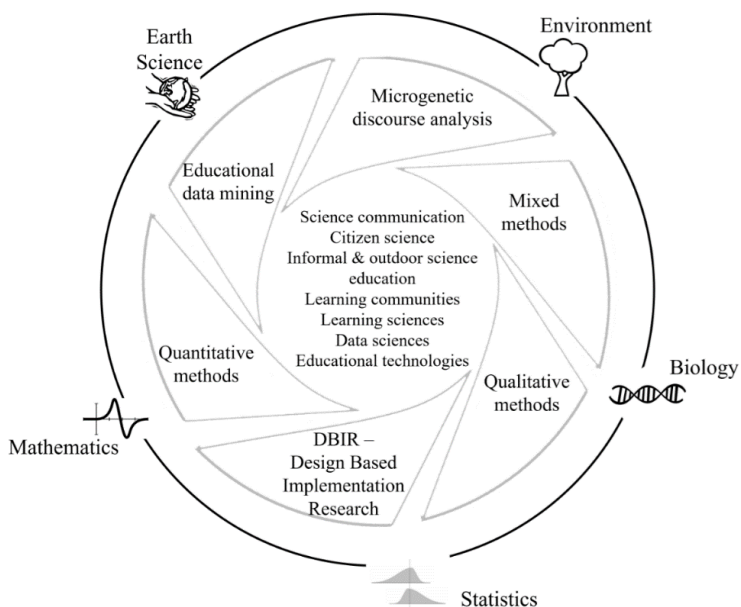 Earth
Science
Environment
Microgenetic
discourse analysis
Educational
data mining
Mixed
methods
Science communication
Citizen science
Informal & outdoor science
education
Learning communities
Learning sciences
Data sciences
Educational technologies
Quantitative
methods
Qualitative
methods
Biology
Mathematics
DBIR –
Design Based
Implementation
Research
Statistics